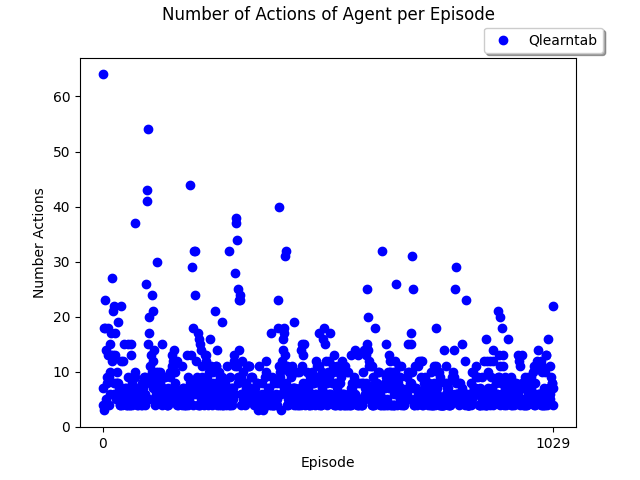 Number of Actions of Agent per Episode
Qlearntab
60
50
40
30
20
10
0
Number Actions
0 1029
Episode